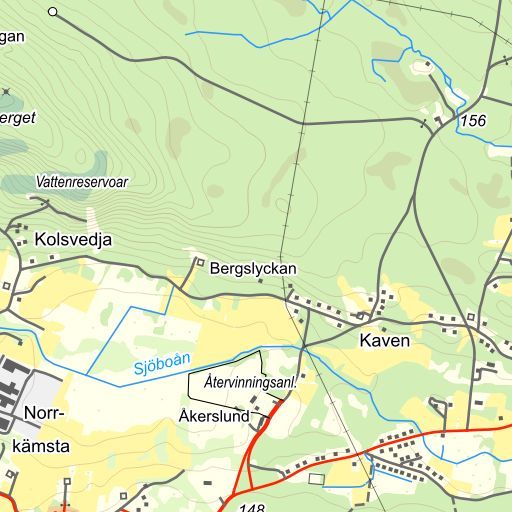 gan
erget
156
Vattenreservoar
Kolsvedja
Bergslyckan
Kaven
Sjöboån
Återvinningsanl.
Åkerslund
Norr-
kämsta
148